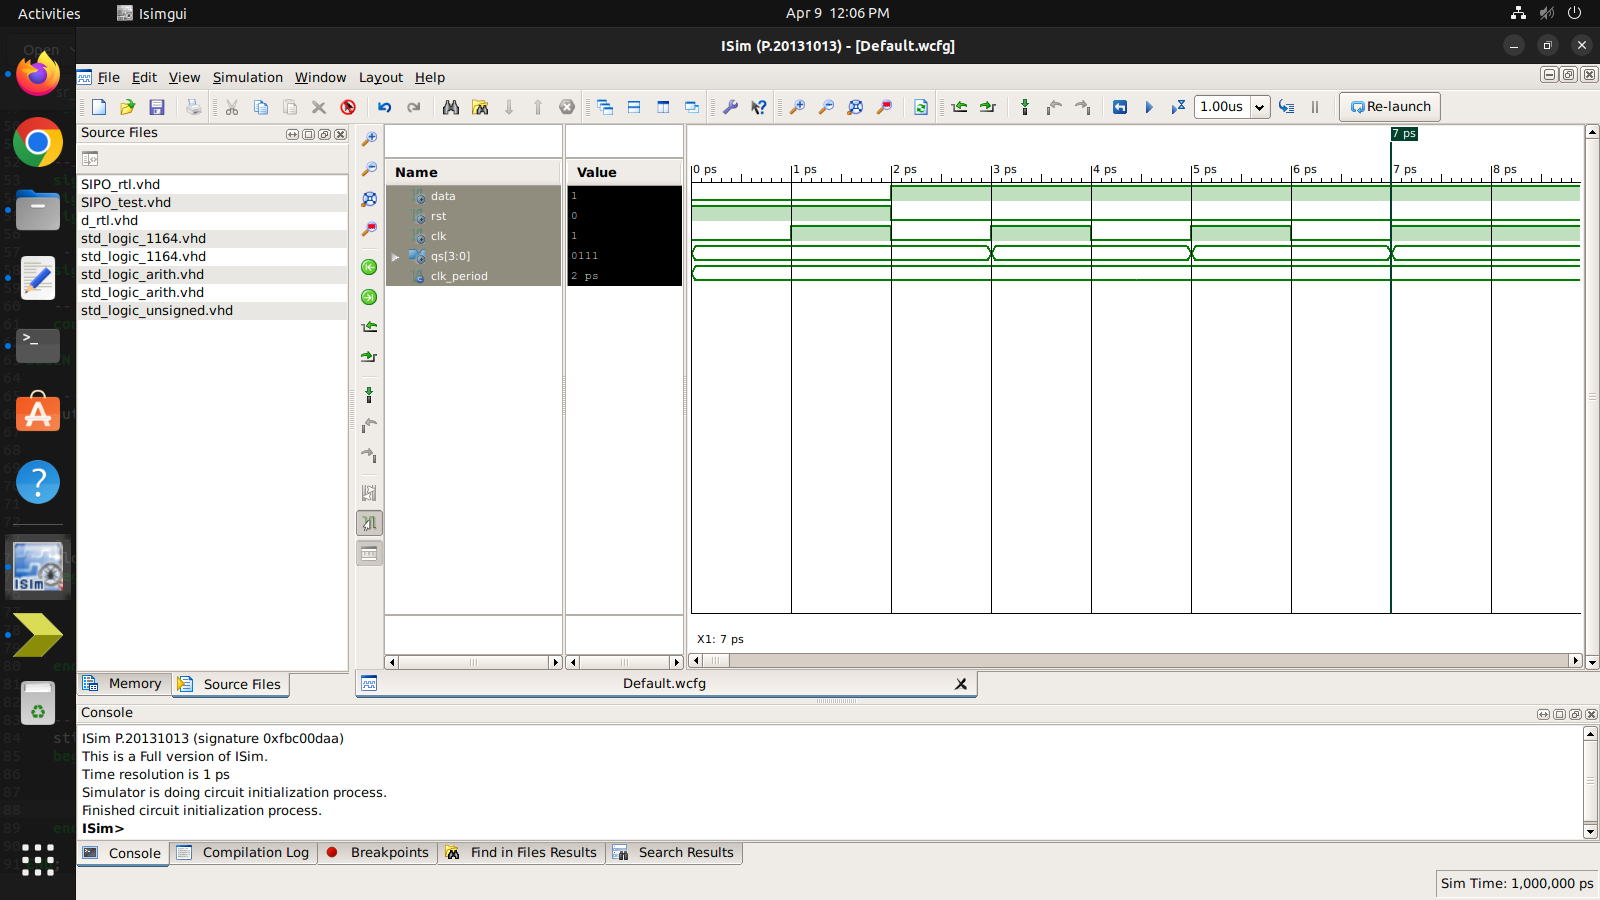 Activities
Isimgui
Apr 9 12:06 PM
Open
ISim (P.20131013) - [Default.wcfg]
File Edit View Simulation Window Layout Help
1.00us
Re-launch
Source Files
SIPO_rtl.vhd
SIPO_test.vhd
d_rtl.vhd
std_logic_1164.vhd
std_logic_1164.vhd
std_logic_arith.vhd
std_logic_arith.vhd
std_logic_unsigned.vhd
Memory
Source Files
Name Value
data 1
rst 0
clk 1
qs[3:0] 0111
clk_period 2 ps
7 ps
0 ps 1 ps 2 ps 3 ps 4 ps 5 ps 6 ps 7 ps 8 ps
X1: 7 ps
Default.wcfg
Console
ISim P.20131013 (signature 0xfbc00daa)
This is a Full version of ISim.
Time resolution is 1 ps
Simulator is doing circuit initialization process.
Finished circuit initialization process.
ISim>
Console
Compilation Log
Breakpoints
Find in Files Results
Search Results
Sim Time: 1,000,000 ps